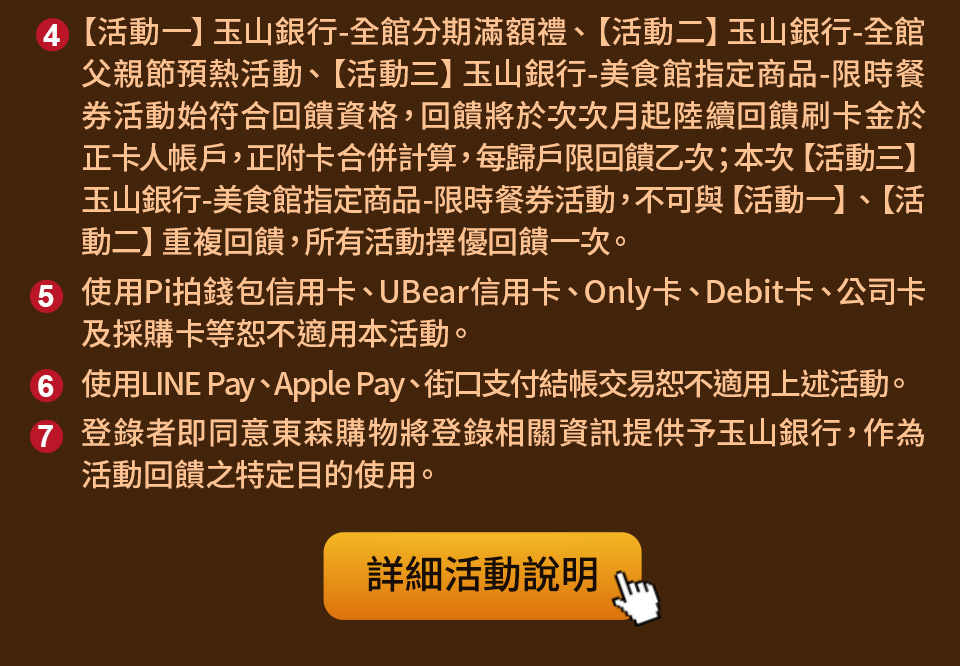 4【活動一】玉山銀行-全館分期滿額禮、【活動二】玉山銀行-全館
父親節預熱活動、【活動三】玉山銀行-美食館指定商品-限時餐
券活動始符合回饋資格，回饋將於次次月起陸續回饋刷卡金於
正卡人帳戶，正附卡合併計算，每歸戶限回饋乙次；本次【活動三】
玉山銀行-美食館指定商品-限時餐券活動，不可與【活動一】、【活
動二】重複回饋，所有活動擇優回饋一次。
5 使用Pi拍錢包信用卡、UBear信用卡、Only卡、Debit卡、公司卡
及採購卡等恕不適用本活動。
6 使用LINE Pay、Apple Pay、街口支付結帳交易恕不適用上述活動。
7 登錄者即同意東森購物將登錄相關資訊提供予玉山銀行，作為
活動回饋之特定目的使用。
詳細活動說明